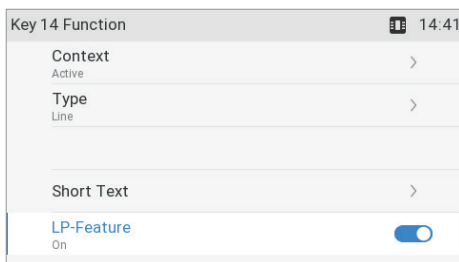 Key 14 Function 14:41
Context
Active
Type
Line
Short Text
LP-Feature
On